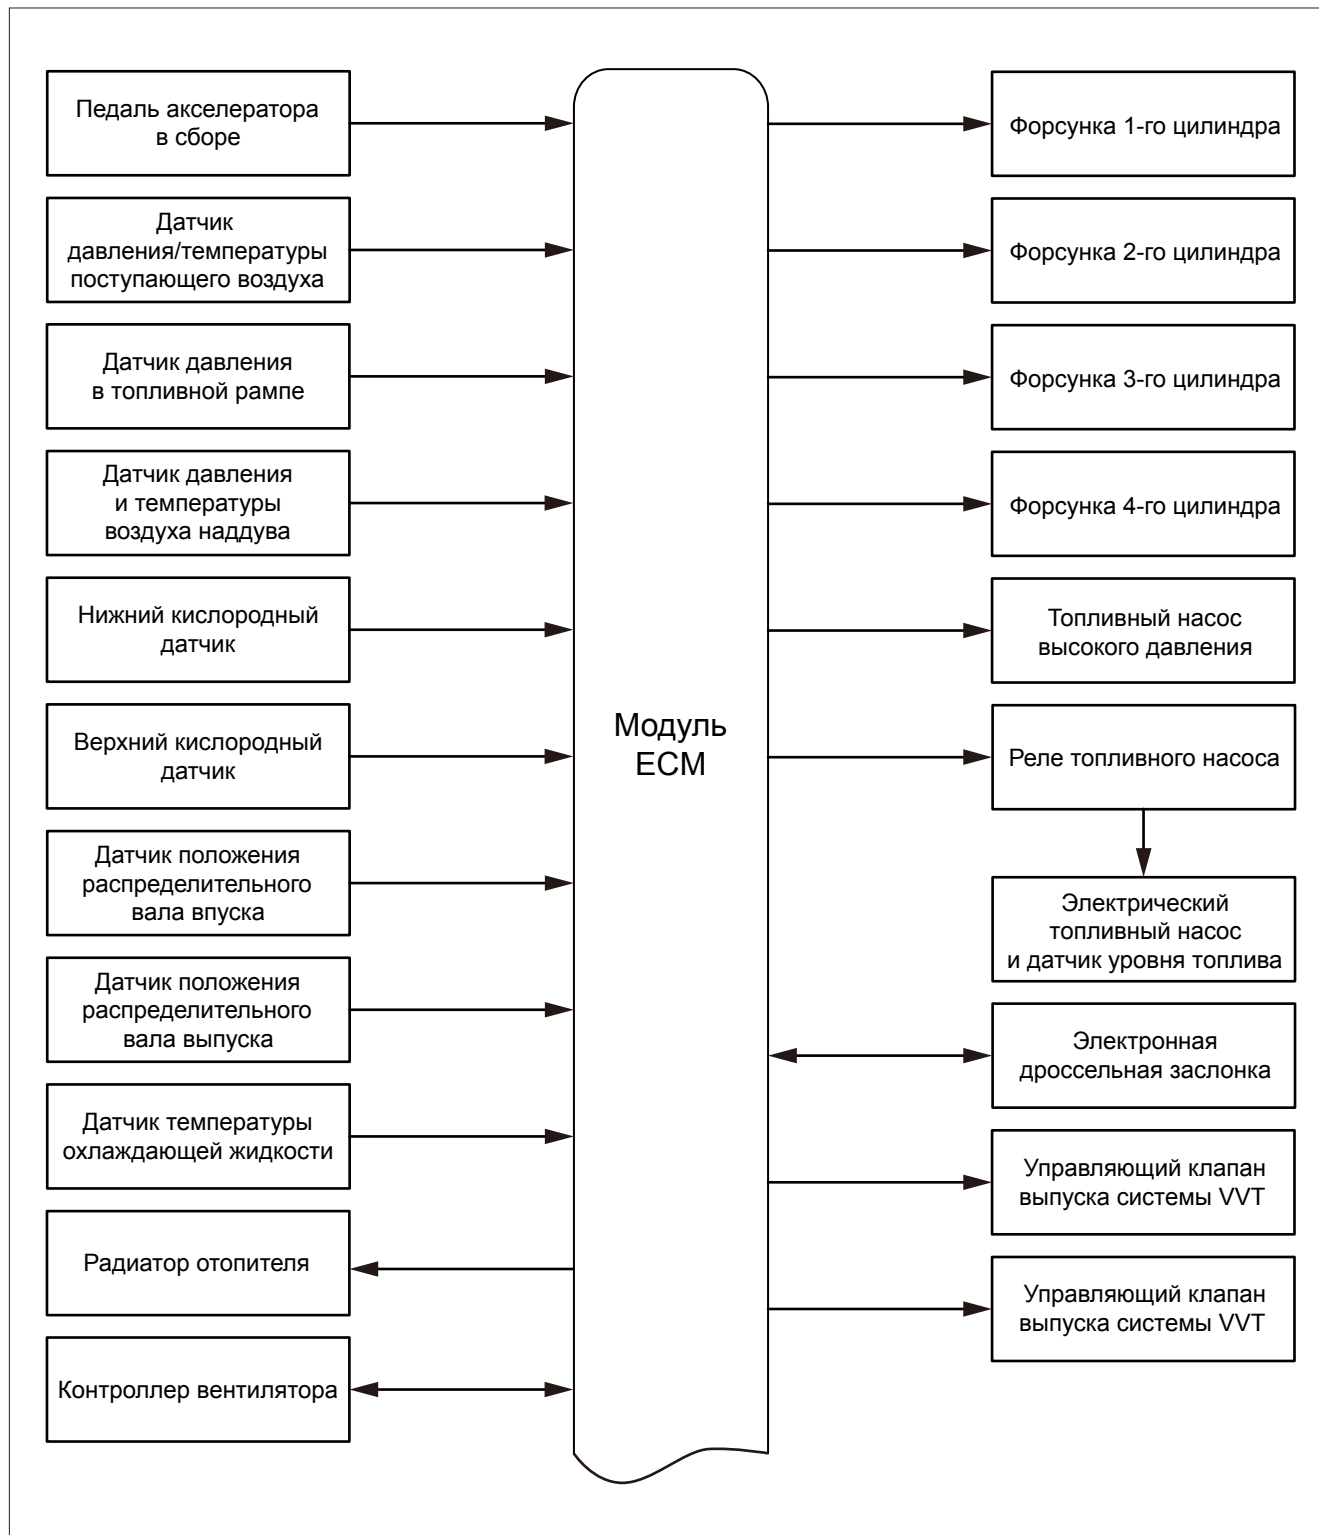 Педаль акселератора
в сборе
Датчик
давления/температуры
поступающего воздуха
Датчик давления
в топливной рампе
Датчик давления
и температуры
воздуха наддува
Нижний кислородный
датчик
Верхний кислородный
датчик
Датчик положения
распределительного
вала впуска
Датчик положения
распределительного
вала выпуска
Датчик температуры
охлаждающей жидкости
Радиатор отопителя
Контроллер вентилятора
Модуль
ECM
Форсунка 1-го цилиндра
Форсунка 2-го цилиндра
Форсунка 3-го цилиндра
Форсунка 4-го цилиндра
Топливный насос
высокого давления
Реле топливного насоса
Электрический
топливный насос
и датчик уровня топлива
Электронная
дроссельная заслонка
Управляющий клапан
выпуска системы VVT
Управляющий клапан
выпуска системы VVT